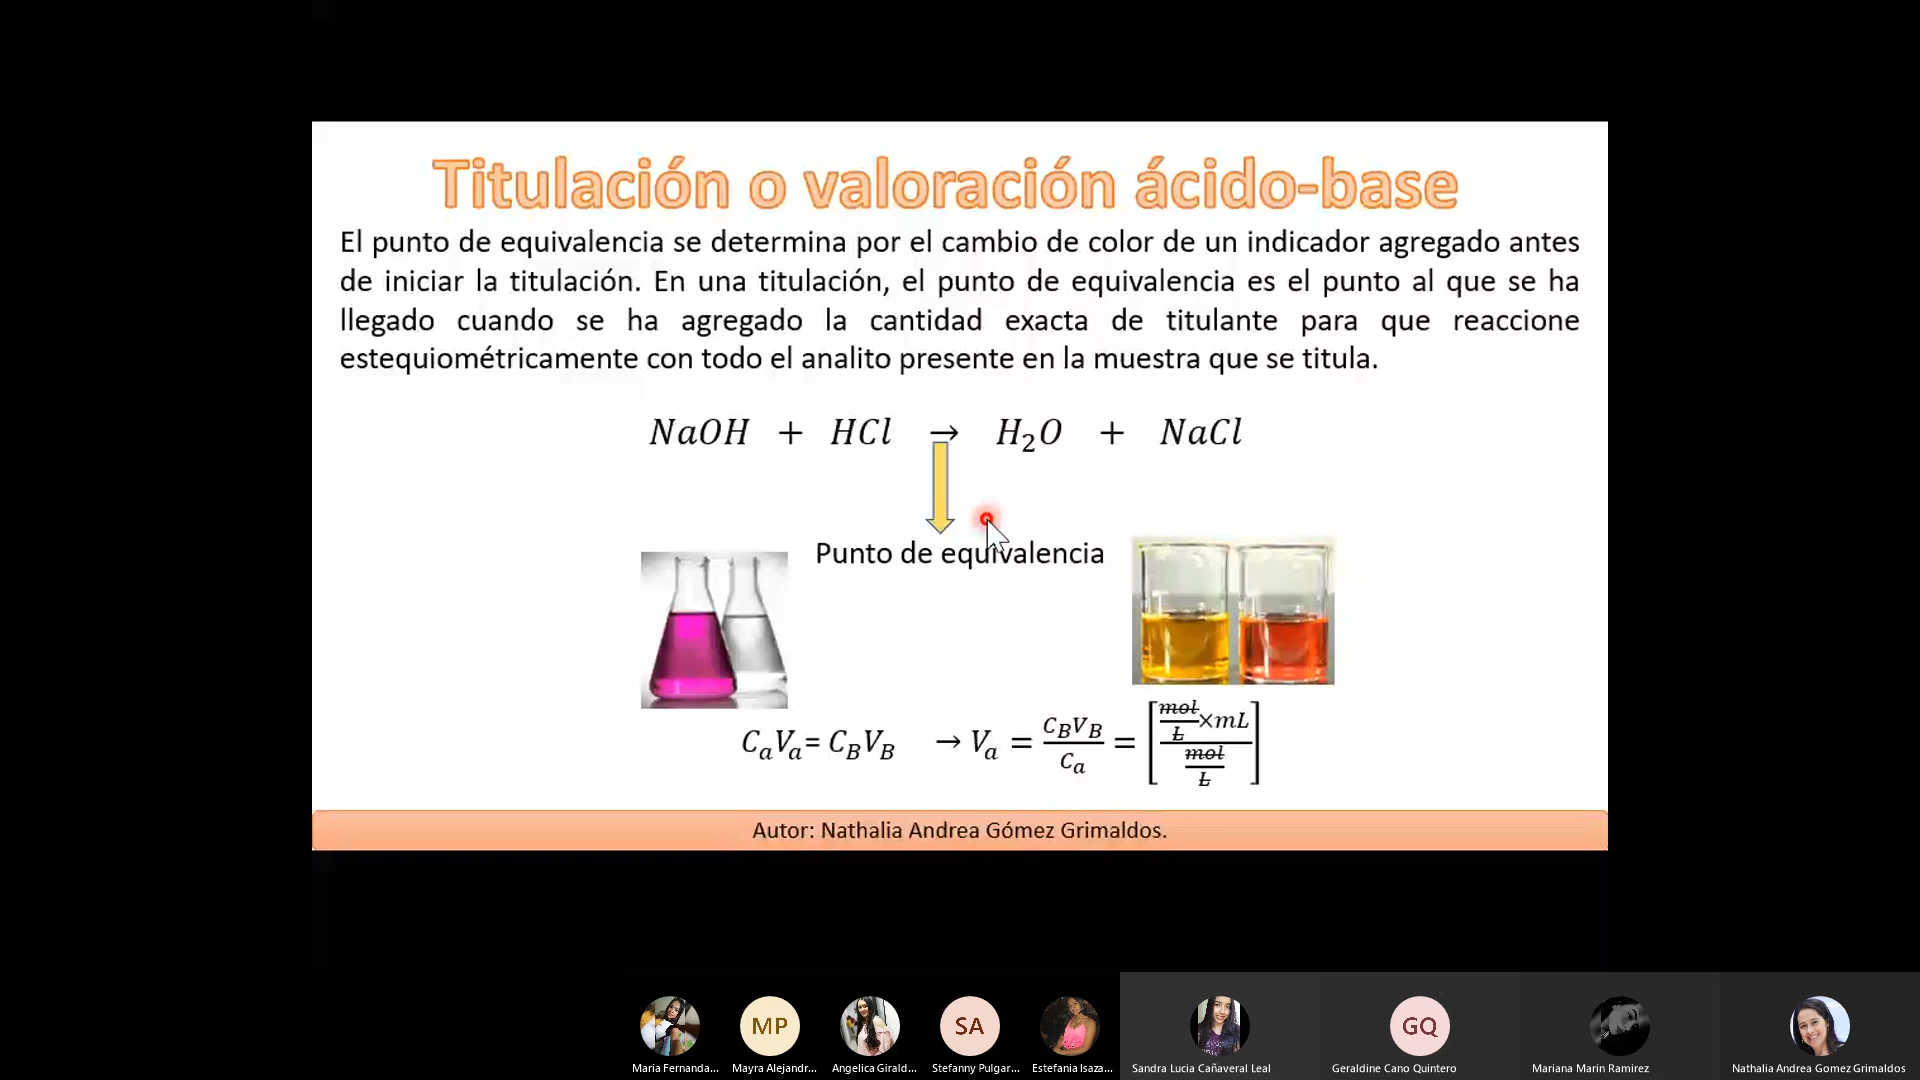 Titulación o valoración ácido-base
El punto de equivalencia se determina por el cambio de color de un indicador agregado antes
de iniciar la titulación. En una titulación, el punto de equivalencia es el punto al que se ha
llegado cuando se ha agregado la cantidad exacta de titulante para que reaccione
estequiométricamente con todo el analito presente en la muestra que se titula.
NaOH + HCl → H₂O + NaCl
Punto de equivalencia
CₐVₐ= C_BV_B → Vₐ = C_BV_B/Cₐ = [mol/L×mL / mol/L]
Autor: Nathalia Andrea Gómez Grimaldos.
MP SA GQ
Maria Fernanda... Mayra Alejandr... Angelica Girald... Stefanny Pulgar... Estefania Isaza... Sandra Lucia Cañaveral Leal Geraldine Cano Quintero Mariana Marin Ramirez Nathalia Andrea Gomez Grimaldos